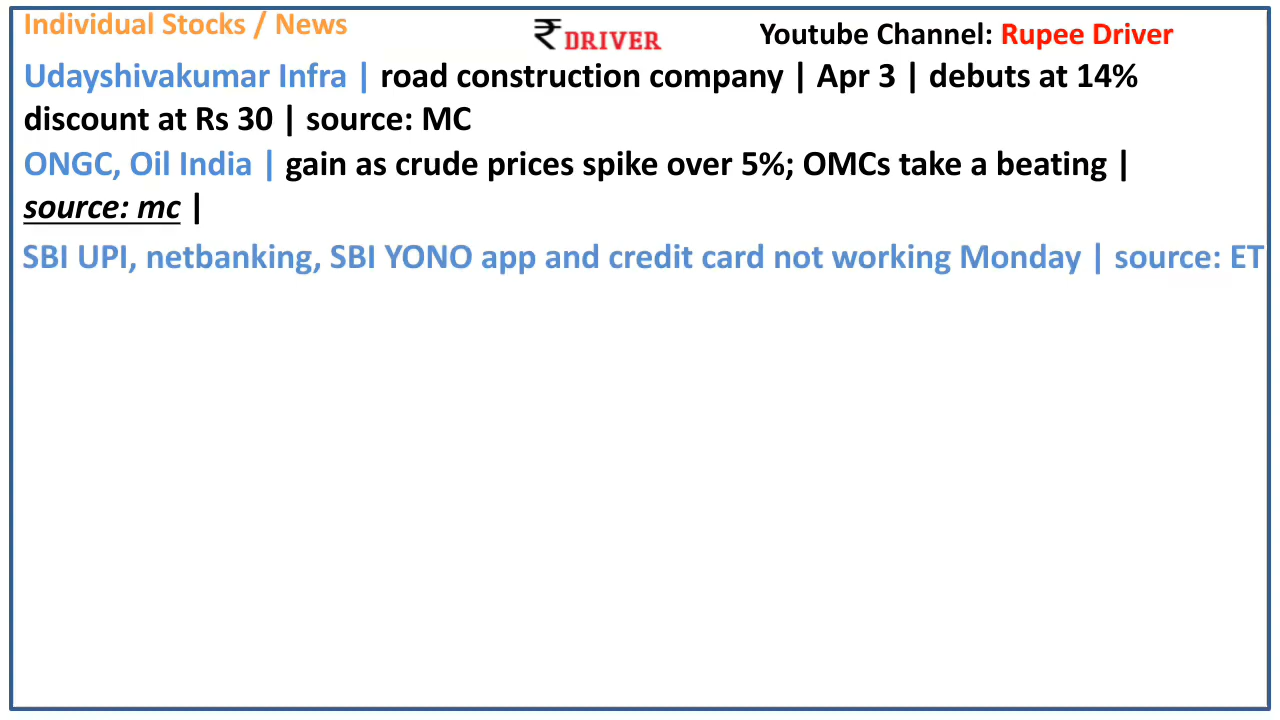 Individual Stocks / News
₹ DRIVER
Youtube Channel: Rupee Driver
Udayshivakumar Infra | road construction company | Apr 3 | debuts at 14%
discount at Rs 30 | source: MC
ONGC, Oil India | gain as crude prices spike over 5%; OMCs take a beating |
source: mc |
SBI UPI, netbanking, SBI YONO app and credit card not working Monday | source: ET